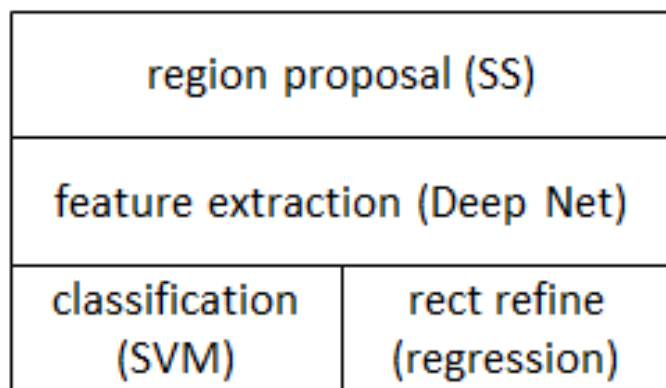 region proposal (SS)
feature extraction (Deep Net)
classification
(SVM)
rect refine
(regression)